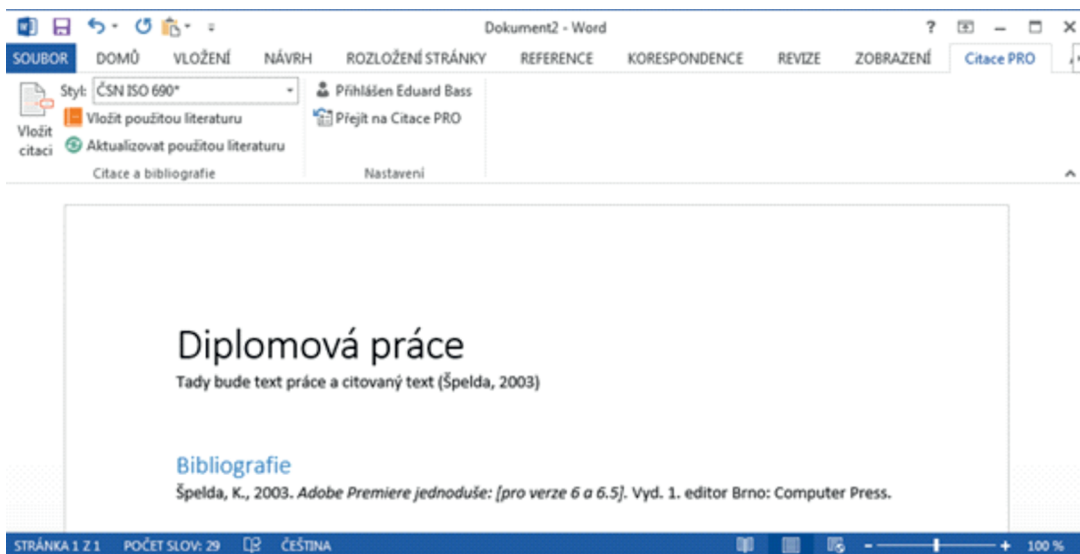 Dokument2 - Word
SOUBOR DOMŮ VLOŽENÍ NÁVRH ROZLOŽENÍ STRÁNKY REFERENCE KORESPONDENCE REVIZE ZOBRAZENÍ Citace PRO
Vložit citaci
Styl: ČSN ISO 690*
Vložit použitou literaturu
Aktualizovat použitou literaturu
Citace a bibliografie
Přihlášen Eduard Bass
Přejít na Citace PRO
Nastavení
Diplomová práce
Tady bude text práce a citovaný text (Špelda, 2003)
Bibliografie
Špelda, K., 2003. Adobe Premiere jednoduše: [pro verze 6 a 6.5]. Vyd. 1. editor Brno: Computer Press.
STRÁNKA 1 Z 1 POČET SLOV: 29 ČEŠTINA 100 %